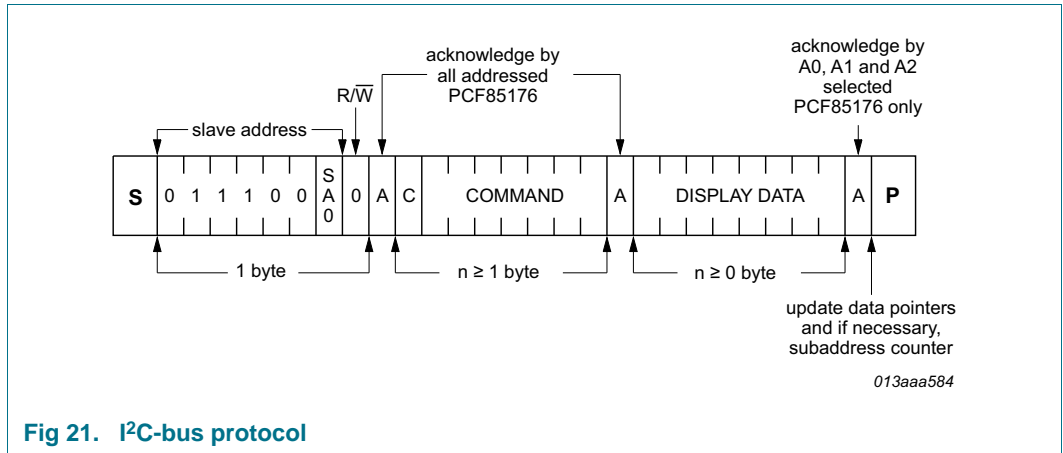 acknowledge by
all addressed
PCF85176
acknowledge by
A0, A1 and A2
selected
PCF85176 only
R/W̅
slave address
S 0 1 1 1 0 0 SA0 0 A C COMMAND A DISPLAY DATA A P
1 byte
n ≥ 1 byte
n ≥ 0 byte
update data pointers
and if necessary,
subaddress counter
013aaa584
Fig 21. I²C-bus protocol